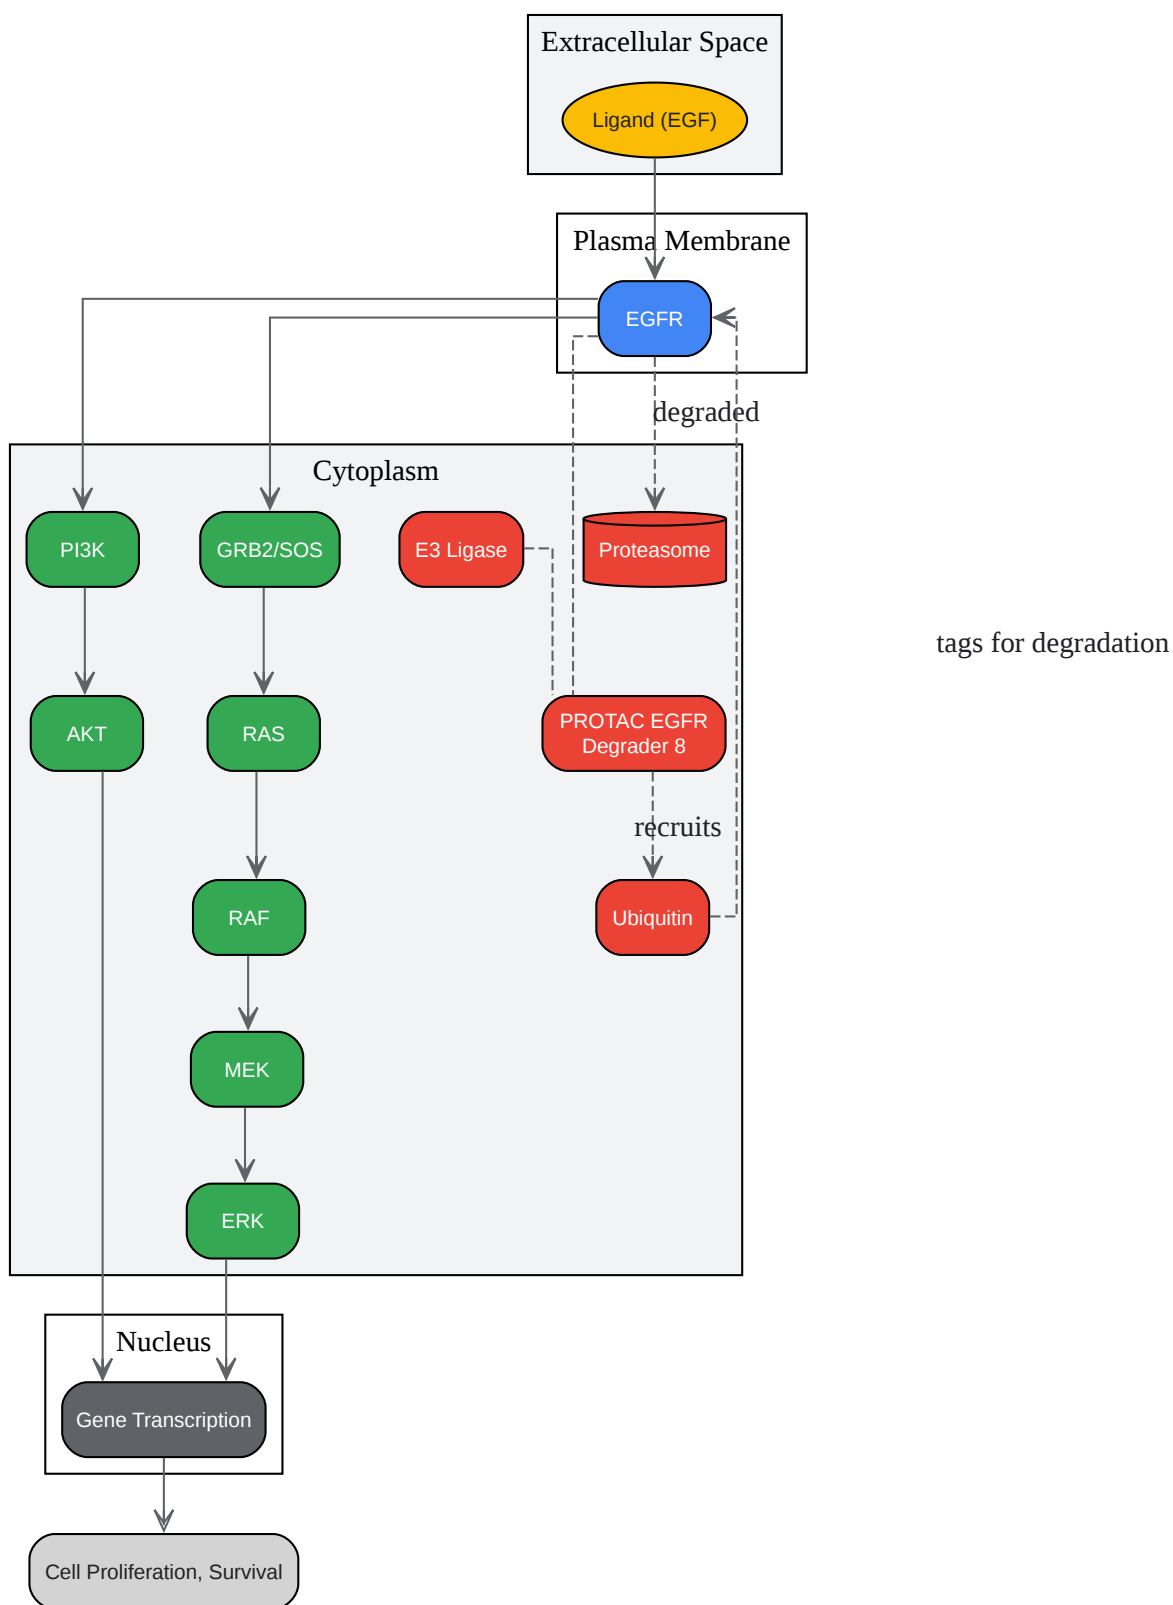 Extracellular Space
Ligand (EGF)
Plasma Membrane
EGFR
degraded
Cytoplasm
PI3K
GRB2/SOS
E3 Ligase
Proteasome
tags for degradation
AKT
RAS
PROTAC EGFR
Degrader 8
recruits
RAF
Ubiquitin
MEK
ERK
Nucleus
Gene Transcription
Cell Proliferation, Survival